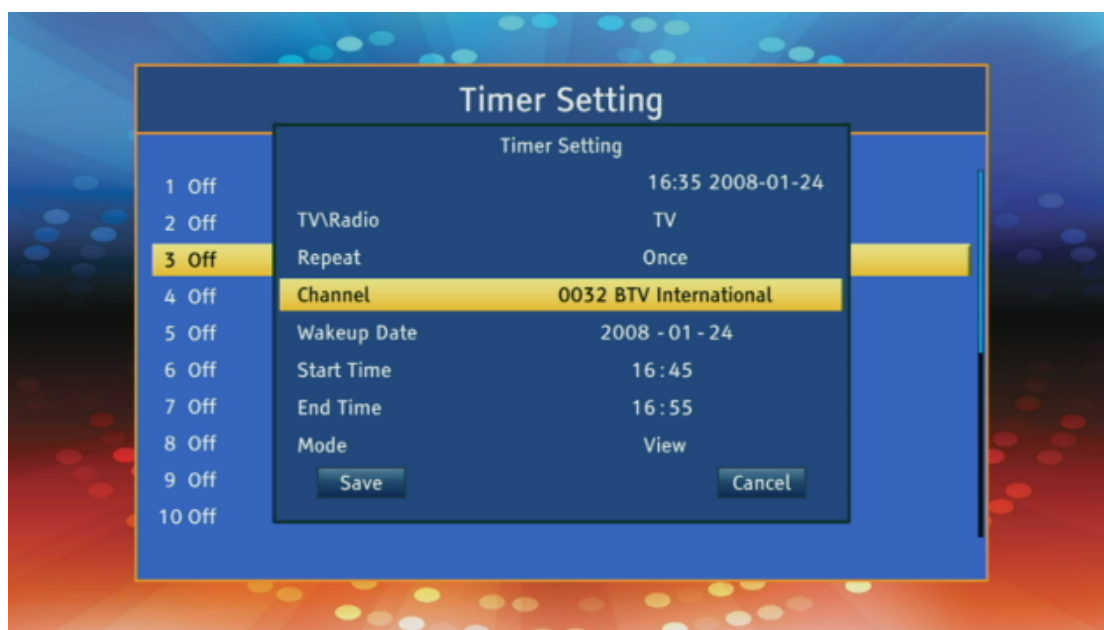 Timer Setting
Timer Setting
16:35 2008-01-24
1 Off
2 Off
3 Off
4 Off
5 Off
6 Off
7 Off
8 Off
9 Off
10 Off
TV\Radio TV
Repeat Once
Channel 0032 BTV International
Wakeup Date 2008 - 01 - 24
Start Time 16 : 45
End Time 16 : 55
Mode View
Save Cancel